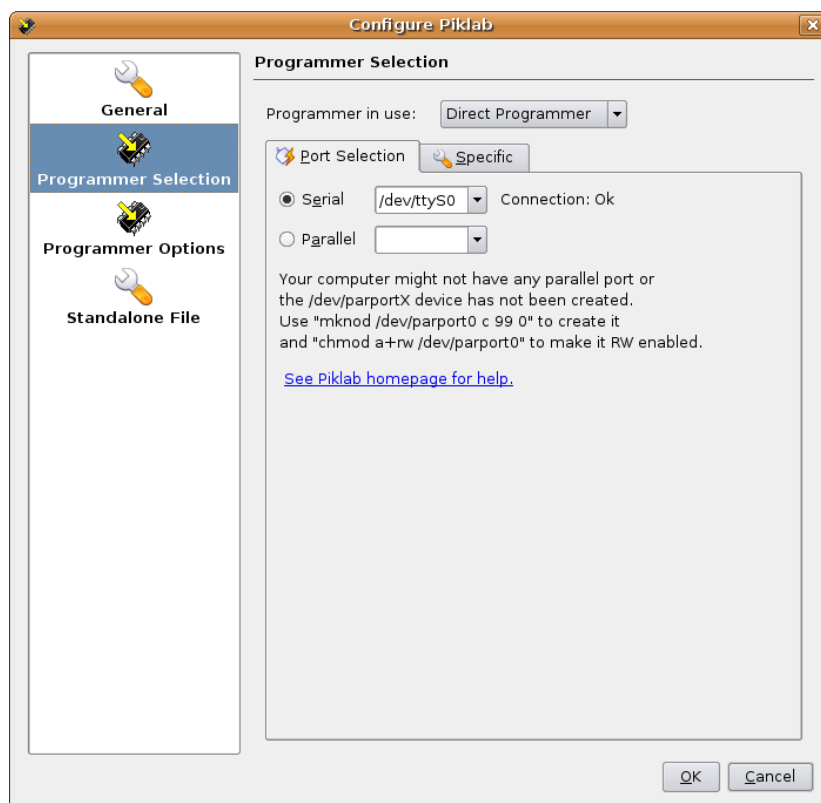 Configure Piklab
General
Programmer Selection
Programmer Options
Standalone File
Programmer Selection
Programmer in use: Direct Programmer
Port Selection Specific
Serial /dev/ttyS0 Connection: Ok
Parallel
Your computer might not have any parallel port or
the /dev/parportX device has not been created.
Use "mknod /dev/parport0 c 99 0" to create it
and "chmod a+rw /dev/parport0" to make it RW enabled.
See Piklab homepage for help.
OK Cancel